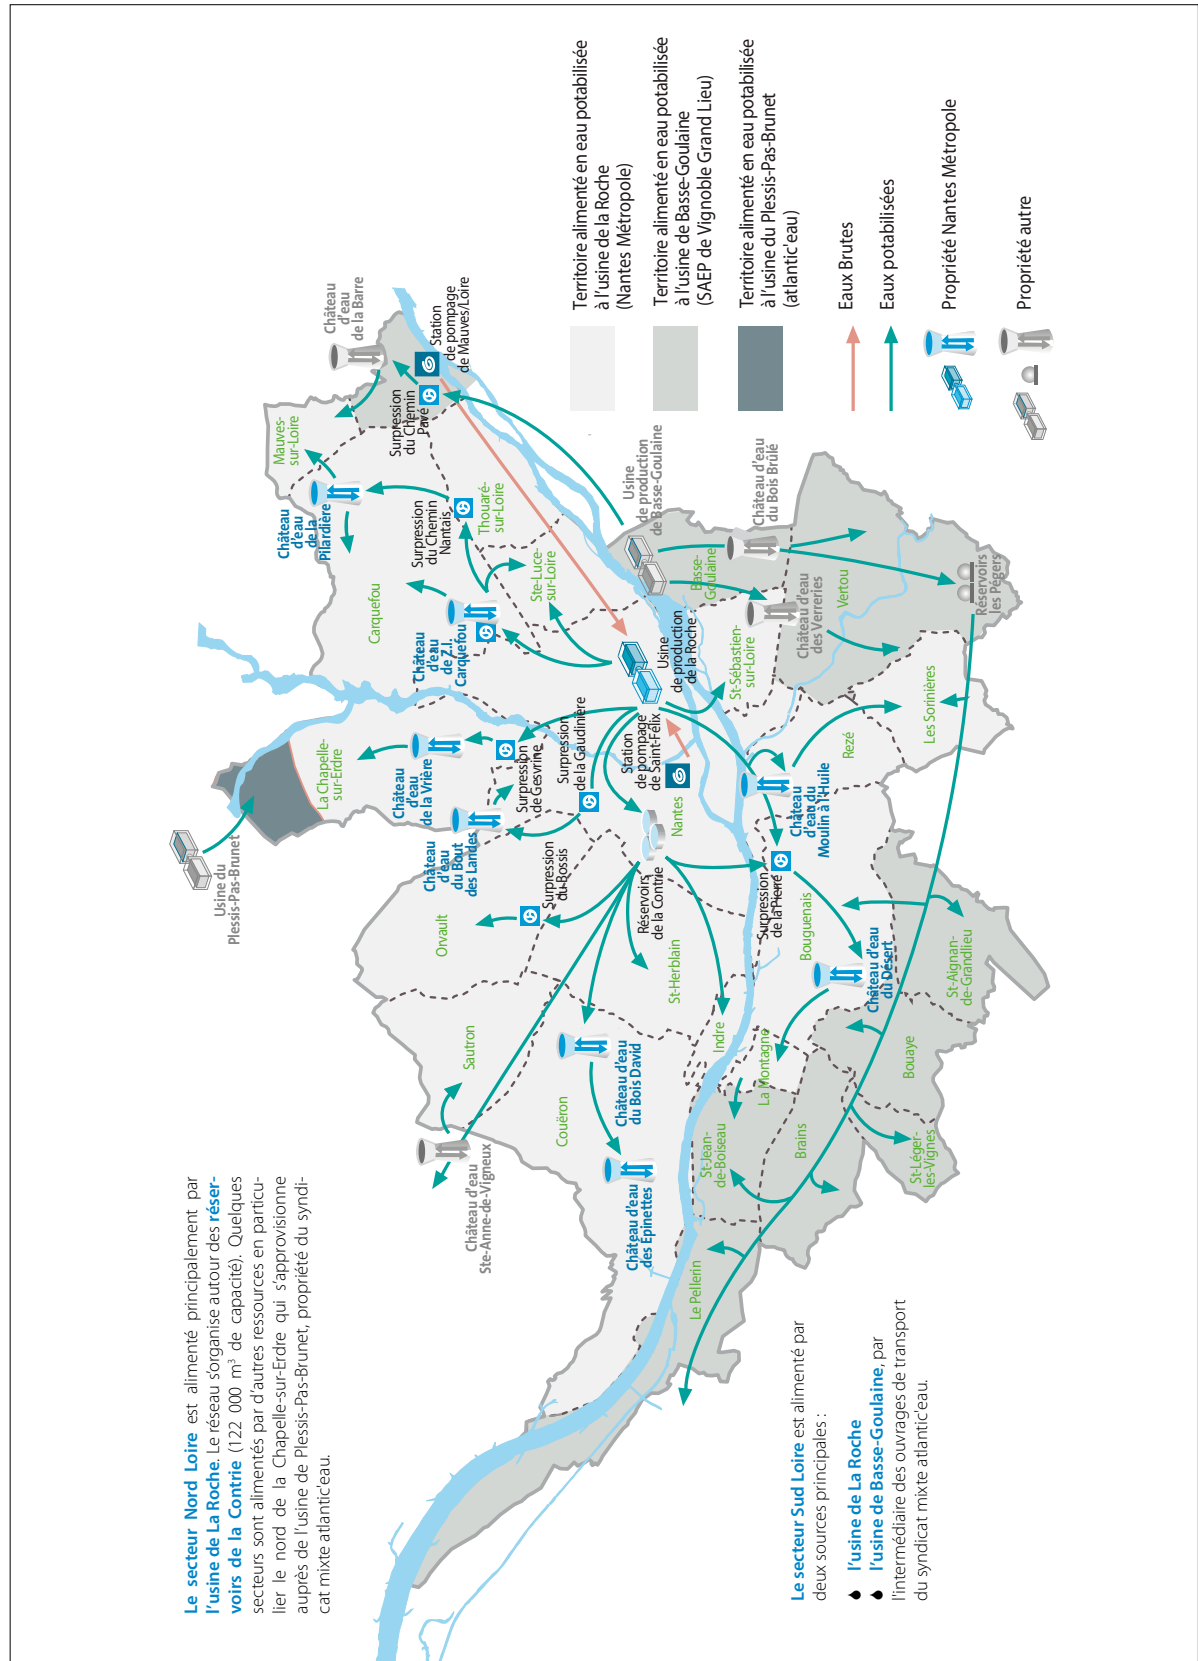 Le secteur Nord Loire est alimenté principalement par
l'usine de La Roche. Le réseau s'organise autour des réser-
voirs de la Contrie (122 000 m³ de capacité). Quelques
secteurs sont alimentés par d'autres ressources en particu-
lier le nord de la Chapelle-sur-Erdre qui s'approvisionne
auprès de l'usine de Plessis-Pas-Brunet, propriété du syndi-
cat mixte atlantic'eau.
Usine du
Plessis-Pas-Brunet
La Chapelle-
sur-Erdre
Château
d'eau
de la Vrière
Château
d'eau
du Bout
des Landes
Surpression
de Gesvrine
Surpression
de la Gaudinière
Orvault
Surpression
du Bossis
Sautron
Château d'eau
Ste-Anne-de-Vigneux
Couëron
Château d'eau
du Bois David
Château d'eau
des Epinettes
St-Herblain
Réservoirs
de la Contrie
Nantes
Station
de pompage
de Saint-Félix
Usine
de production
de la Roche
Carquefou
Château
d'eau
de Z.I.
Carquefou
Château
d'eau
de la
Pilardière
Surpression
du Chemin
Nantais
Thouaré-
sur-Loire
Ste-Luce-
sur-Loire
Mauves-
sur-Loire
Château
d'eau
de la Barre
Surpression
du Chemin
Pavé
Station
de pompage
de Mauves/Loire
Usine
de production
de Basse-Goulaine
Basse-
Goulaine
Château d'eau
du Bois Brûlé
Château d'eau
des Verreries
Vertou
Réservoirs
les Pégers
St-Sébastien-
sur-Loire
Rezé
Les Sorinières
Château
d'eau du
Moulin à l'Huile
Surpression
de la Pierre
Bouguenais
Château d'eau
du Désert
St-Aignan-
de-Grandlieu
Indre
La Montagne
Bouaye
St-Jean-
de-Boiseau
Brains
St-Léger-
les-Vignes
Le Pellerin
Le secteur Sud Loire est alimenté par
deux sources principales :
l'usine de La Roche
l'usine de Basse-Goulaine, par
l'intermédiaire des ouvrages de transport
du syndicat mixte atlantic'eau.
Territoire alimenté en eau potabilisée
à l'usine de la Roche
(Nantes Métropole)
Territoire alimenté en eau potabilisée
à l'usine de Basse-Goulaine
(SAEP de Vignoble Grand Lieu)
Territoire alimenté en eau potabilisée
à l'usine du Plessis-Pas-Brunet
(atlantic'eau)
Eaux Brutes
Eaux potabilisées
Propriété Nantes Métropole
Propriété autre